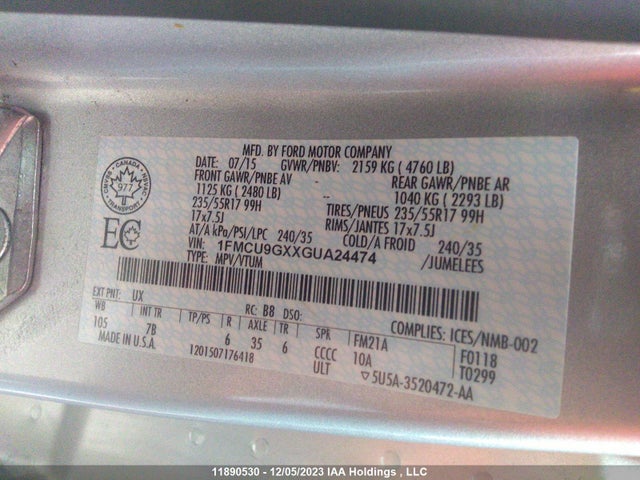 MFD. BY FORD MOTOR COMPANY
DATE: 07/15 GVWR/PNBV: 2159 KG ( 4760 LB)
FRONT GAWR/PNBE AV REAR GAWR/PNBE AR
1125 KG ( 2480 LB) -- 1040 KG ( 2293 LB)
235/55R17 99H TIRES/PNEUS 235/55R17 99H
17x7.5J RIMS/JANTES 17x7.5J
AT/A kPa/PSI/LPC 240/35 COLD/A FROID 240/35
VIN: 1FMCU9GXXGUA24474 /JUMELEES
TYPE: MPV/VTUM
CANADA
977
TRANSPORT
EC
EXT PNT: UX RC: B8 DSO: COMPLIES: ICES/NMB-002
WB INT TR TP/PS R AXLE TR SPR FM21A F0118
105 7B 6 35 6 CCCC 10A T0299
MADE IN U.S.A. 1201507176418 ULT ▽5U5A-3520472-AA
11890530 - 12/05/2023 IAA Holdings , LLC